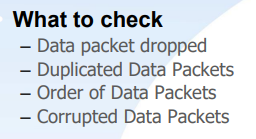 What to check
– Data packet dropped
– Duplicated Data Packets
– Order of Data Packets
– Corrupted Data Packets